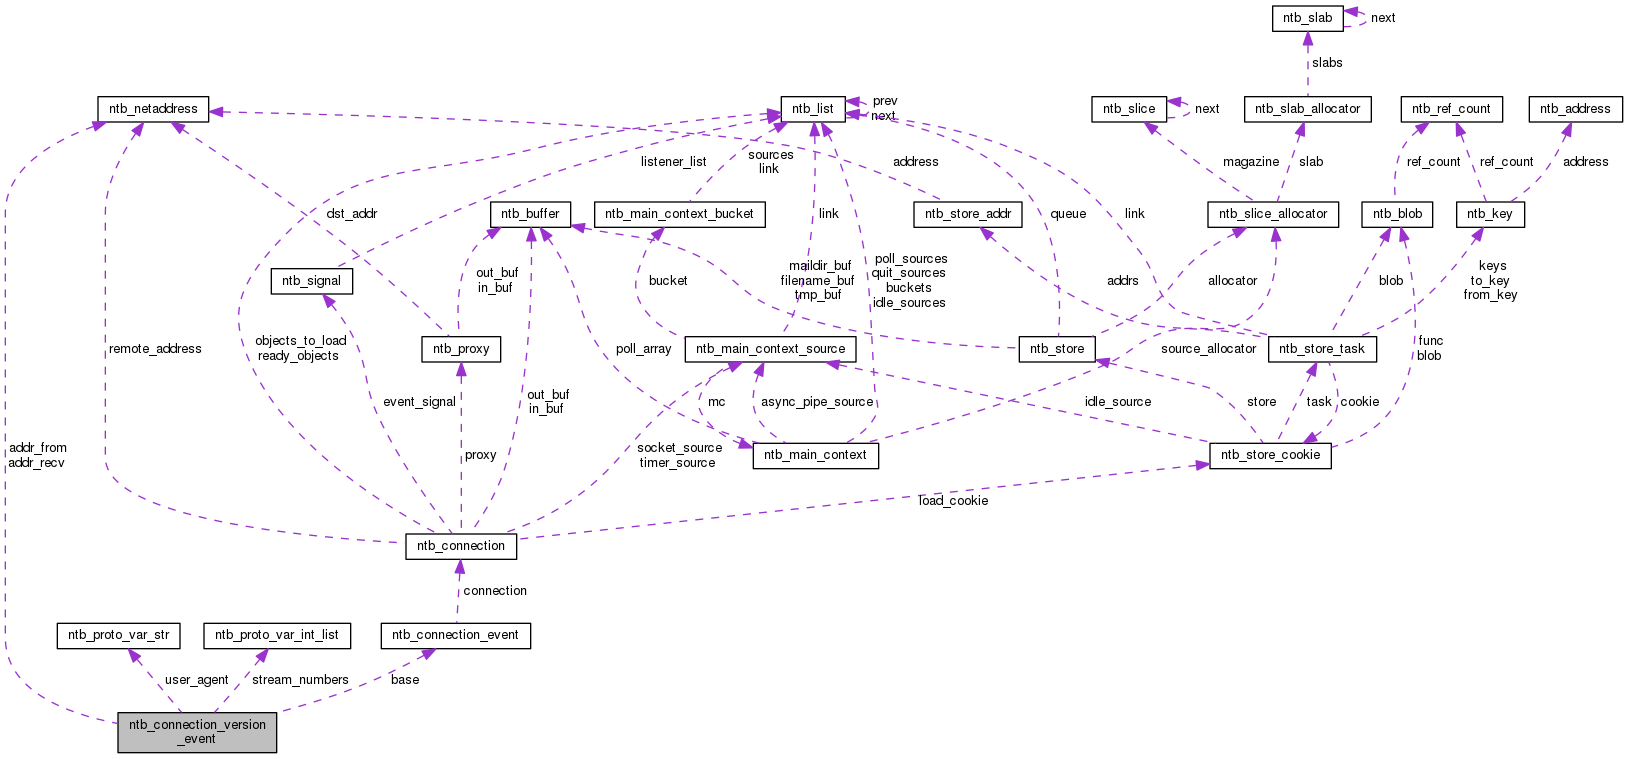 ntb_slab
next
slabs
ntb_netaddress
ntb_list
prev
next
ntb_slice
next
ntb_slab_allocator
ntb_ref_count
ntb_address
listener_list
sources
link
address
magazine
slab
ref_count
ref_count
address
dst_addr
ntb_buffer
ntb_main_context_bucket
link
ntb_store_addr
queue
link
ntb_slice_allocator
ntb_blob
ntb_key
ntb_signal
out_buf
in_buf
bucket
maildir_buf
filename_buf
tmp_buf
poll_sources
quit_sources
buckets
idle_sources
addrs
allocator
blob
keys
to_key
from_key
remote_address
objects_to_load
ready_objects
ntb_proxy
poll_array
ntb_main_context_source
ntb_store
source_allocator
ntb_store_task
func
blob
event_signal
out_buf
in_buf
mc
async_pipe_source
idle_source
store
task
cookie
addr_from
addr_recv
proxy
socket_source
timer_source
ntb_main_context
ntb_store_cookie
load_cookie
ntb_connection
connection
ntb_proto_var_str
ntb_proto_var_int_list
ntb_connection_event
user_agent
stream_numbers
base
ntb_connection_version
_event